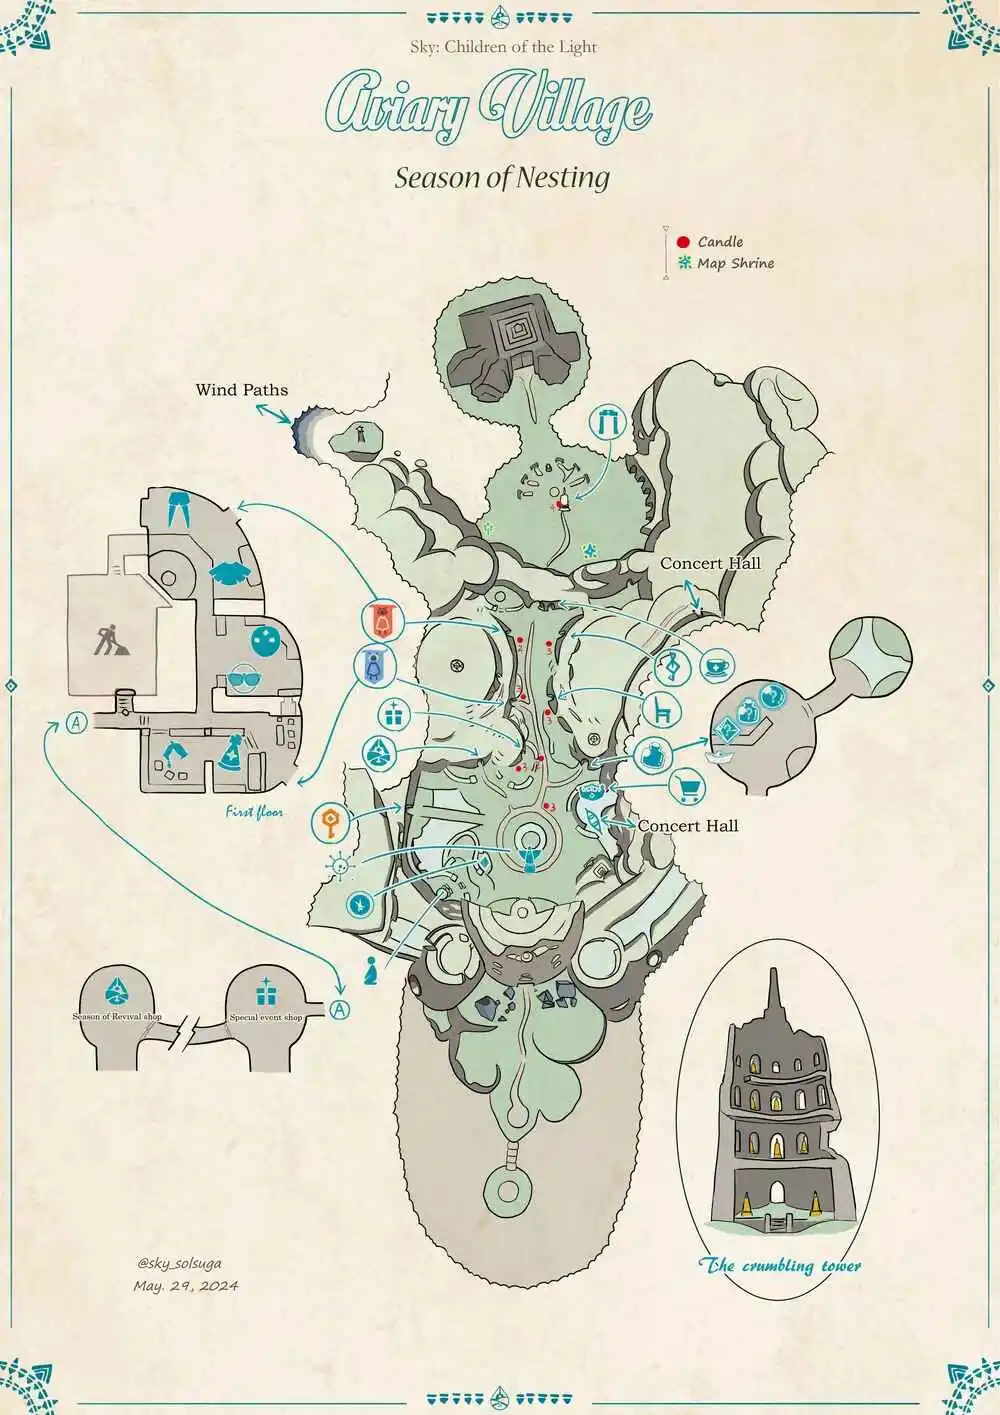 Sky: Children of the Light
Aviary Village
Season of Nesting
Candle
Map Shrine
Wind Paths
Concert Hall
A
First floor
Concert Hall
Season of Revival shop
Special event shop
A
The crumbling tower
@sky_solsuga
May. 29, 2024